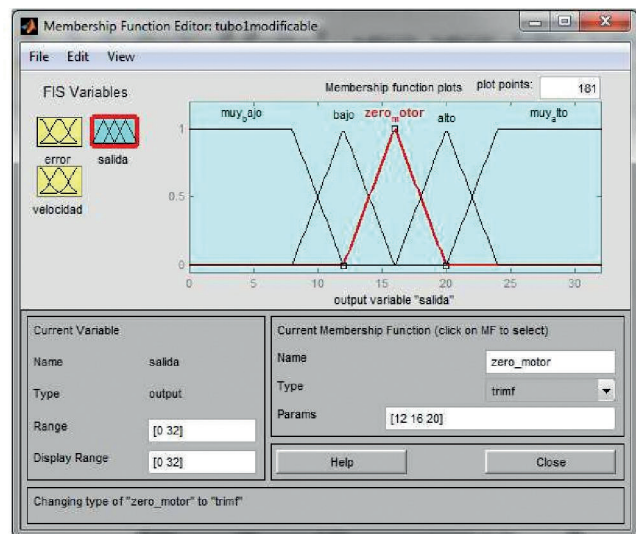 Membership Function Editor: tubo1modificable
File Edit View
FIS Variables
error
salida
velocidad
Membership function plots
plot points:
181
muy_bajo bajo zero_motor alto muy_alto
1
0.5
0
0 5 10 15 20 25 30
output variable "salida"
Current Variable
Name salida
Type output
Range [0 32]
Display Range [0 32]
Current Membership Function (click on MF to select)
Name zero_motor
Type trimf
Params [12 16 20]
Help Close
Changing type of "zero_motor" to "trimf"